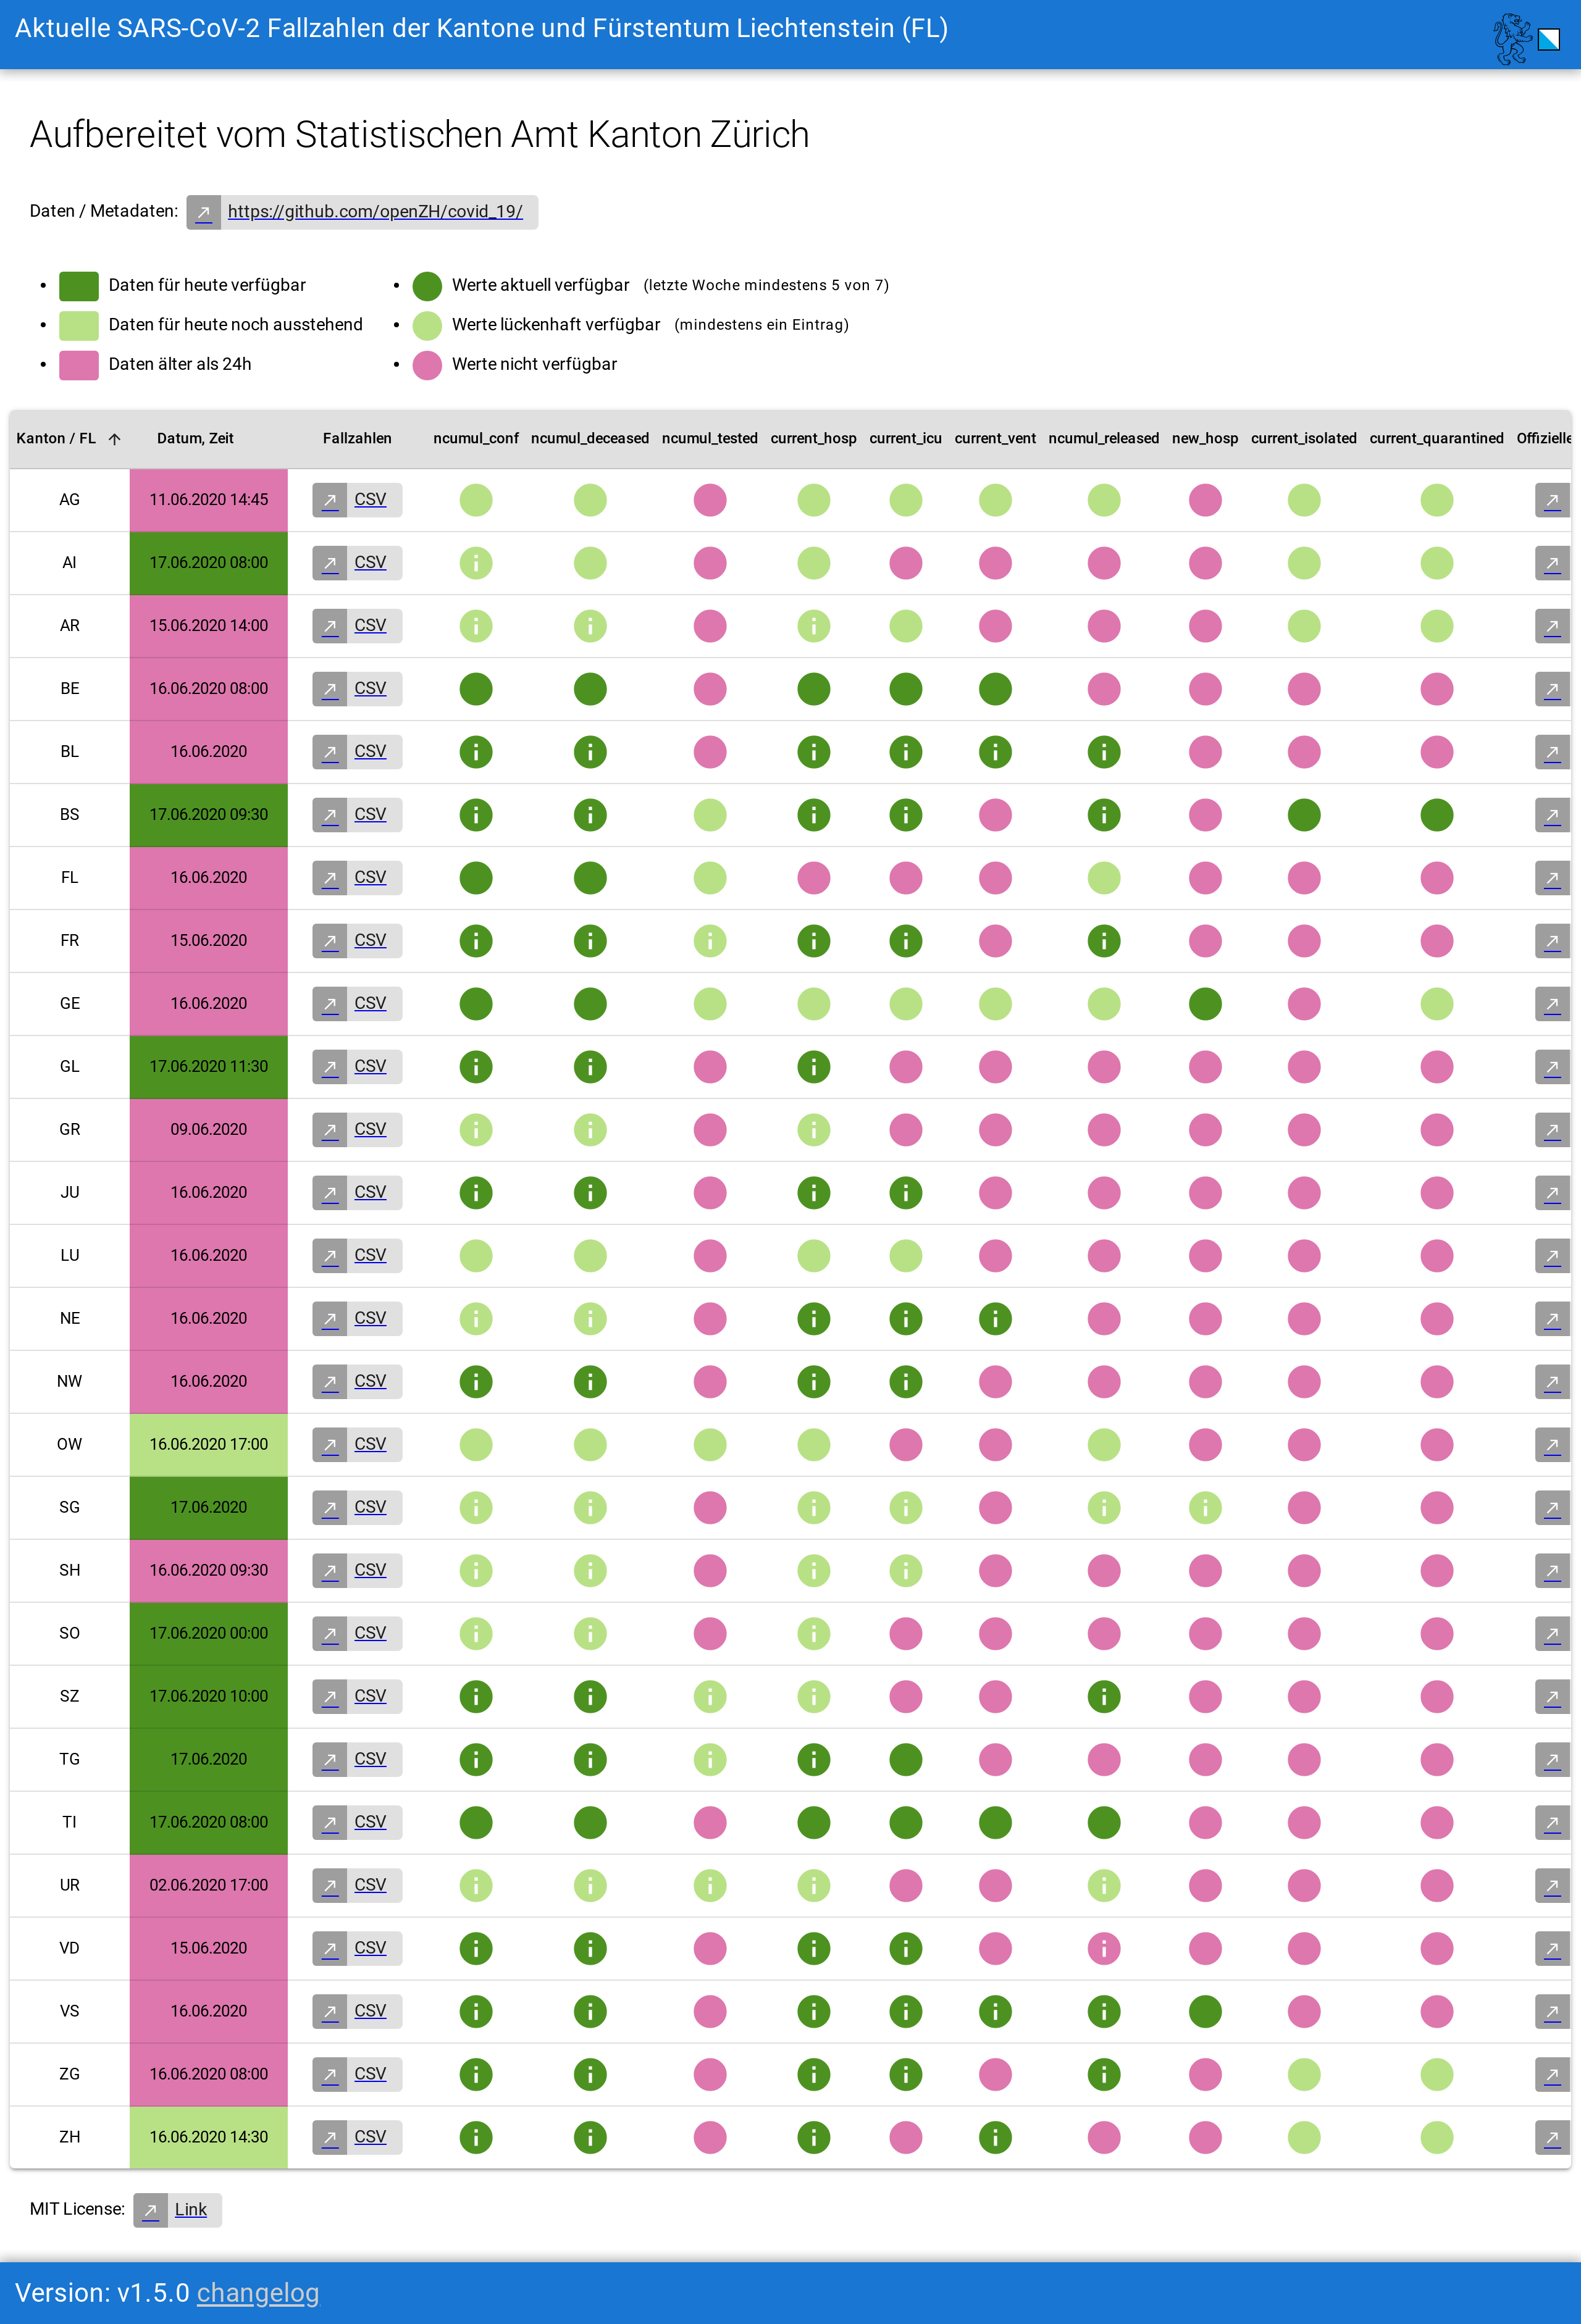 Aktuelle SARS-CoV-2 Fallzahlen der Kantone und Fürstentum Liechtenstein (FL)
Aufbereitet vom Statistischen Amt Kanton Zürich
Daten / Metadaten: https://github.com/openZH/covid_19/
Daten für heute verfügbar
Daten für heute noch ausstehend
Daten älter als 24h
Werte aktuell verfügbar (letzte Woche mindestens 5 von 7)
Werte lückenhaft verfügbar (mindestens ein Eintrag)
Werte nicht verfügbar
Kanton / FL Datum, Zeit Fallzahlen ncumul_conf ncumul_deceased ncumul_tested current_hosp current_icu current_vent ncumul_released new_hosp current_isolated current_quarantined Offizielle
AG 11.06.2020 14:45 CSV
AI 17.06.2020 08:00 CSV
AR 15.06.2020 14:00 CSV
BE 16.06.2020 08:00 CSV
BL 16.06.2020 CSV
BS 17.06.2020 09:30 CSV
FL 16.06.2020 CSV
FR 15.06.2020 CSV
GE 16.06.2020 CSV
GL 17.06.2020 11:30 CSV
GR 09.06.2020 CSV
JU 16.06.2020 CSV
LU 16.06.2020 CSV
NE 16.06.2020 CSV
NW 16.06.2020 CSV
OW 16.06.2020 17:00 CSV
SG 17.06.2020 CSV
SH 16.06.2020 09:30 CSV
SO 17.06.2020 00:00 CSV
SZ 17.06.2020 10:00 CSV
TG 17.06.2020 CSV
TI 17.06.2020 08:00 CSV
UR 02.06.2020 17:00 CSV
VD 15.06.2020 CSV
VS 16.06.2020 CSV
ZG 16.06.2020 08:00 CSV
ZH 16.06.2020 14:30 CSV
MIT License: Link
Version: v1.5.0 changelog